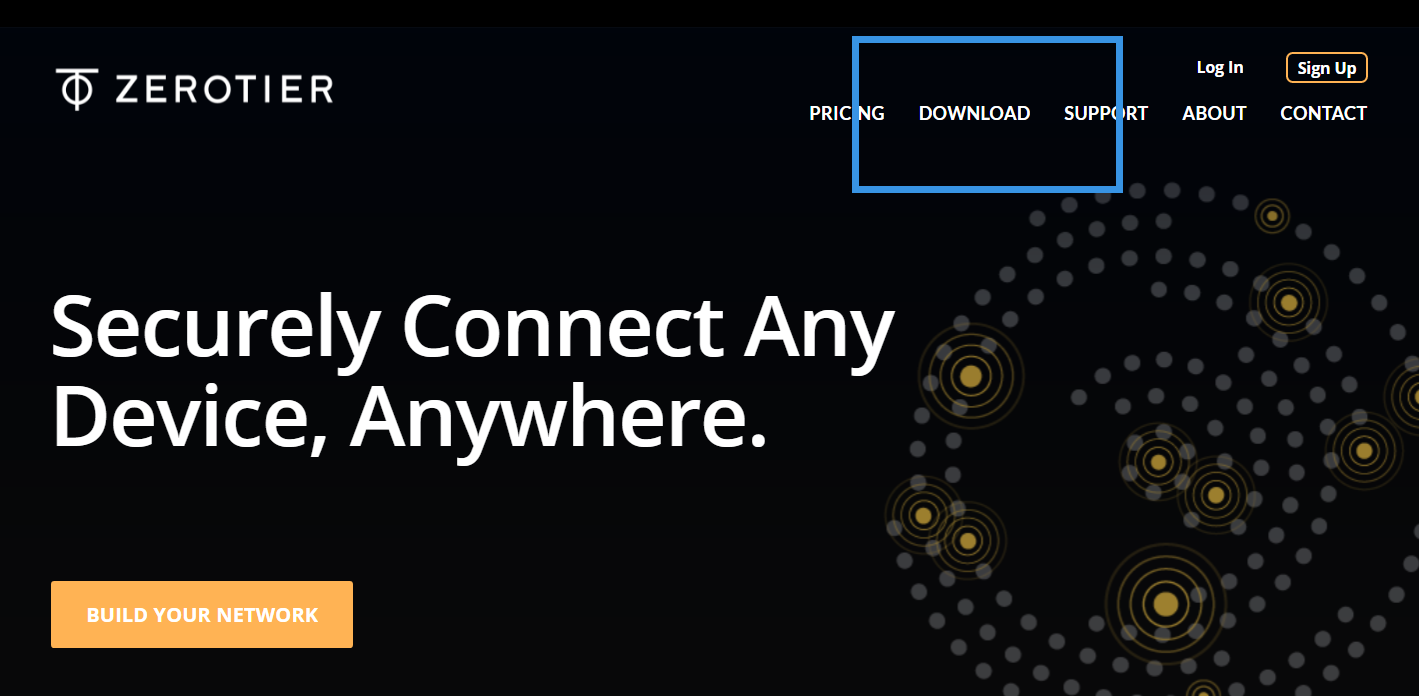 ZEROTIER
Log In Sign Up
PRICING DOWNLOAD SUPPORT ABOUT CONTACT
Securely Connect Any
Device, Anywhere.
BUILD YOUR NETWORK